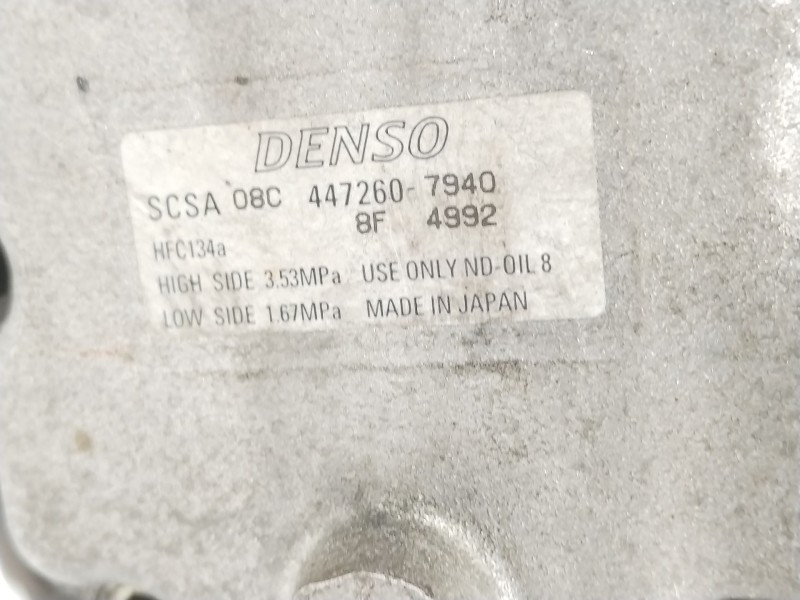 DENSO
SCSA 08C 447260-7940
8F 4992
HFC134a
HIGH SIDE 3.53MPa USE ONLY ND-OIL 8
LOW SIDE 1.67MPa MADE IN JAPAN